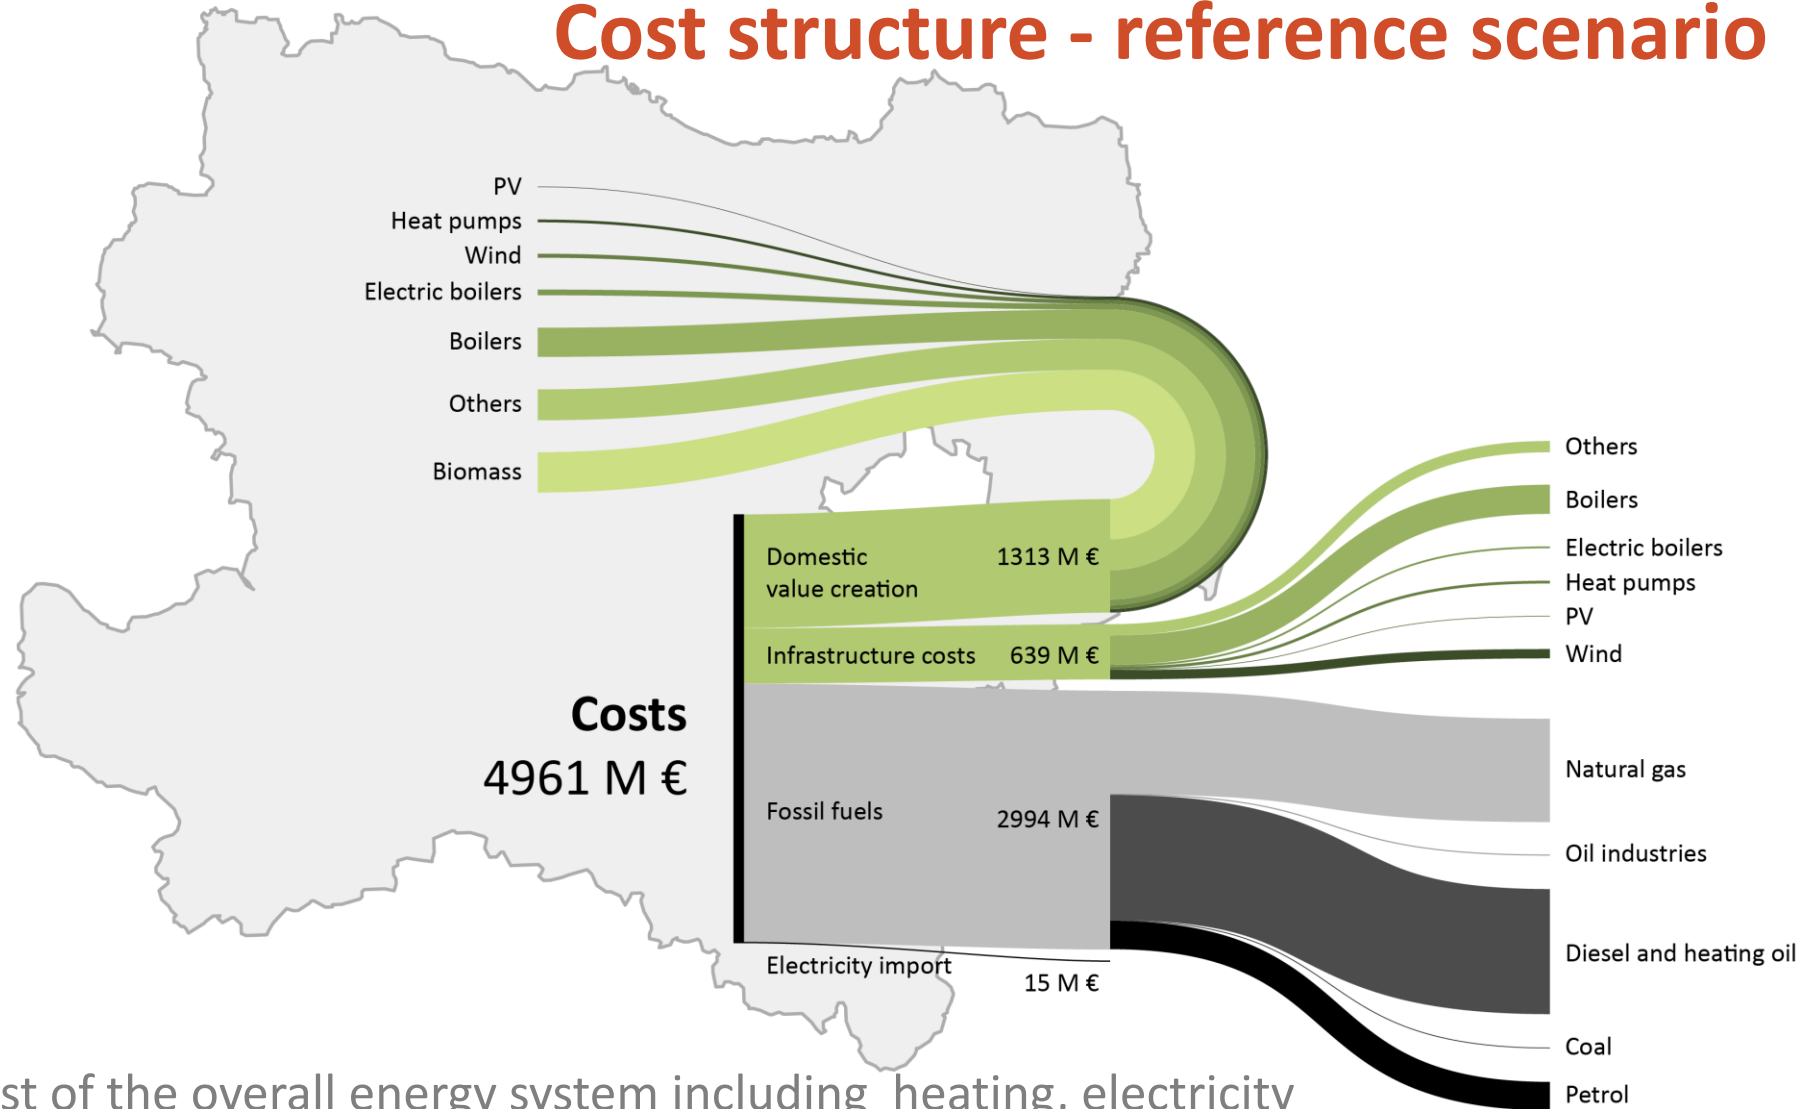 Cost structure - reference scenario
PV
Heat pumps
Wind
Electric boilers
Boilers
Others
Biomass
Domestic
value creation
1313 M €
Infrastructure costs 639 M €
Costs
4961 M €
Fossil fuels 2994 M €
Electricity import
15 M €
Others
Boilers
Electric boilers
Heat pumps
PV
Wind
Natural gas
Oil industries
Diesel and heating oil
Coal
Petrol
st of the overall energy system including heating, electricity